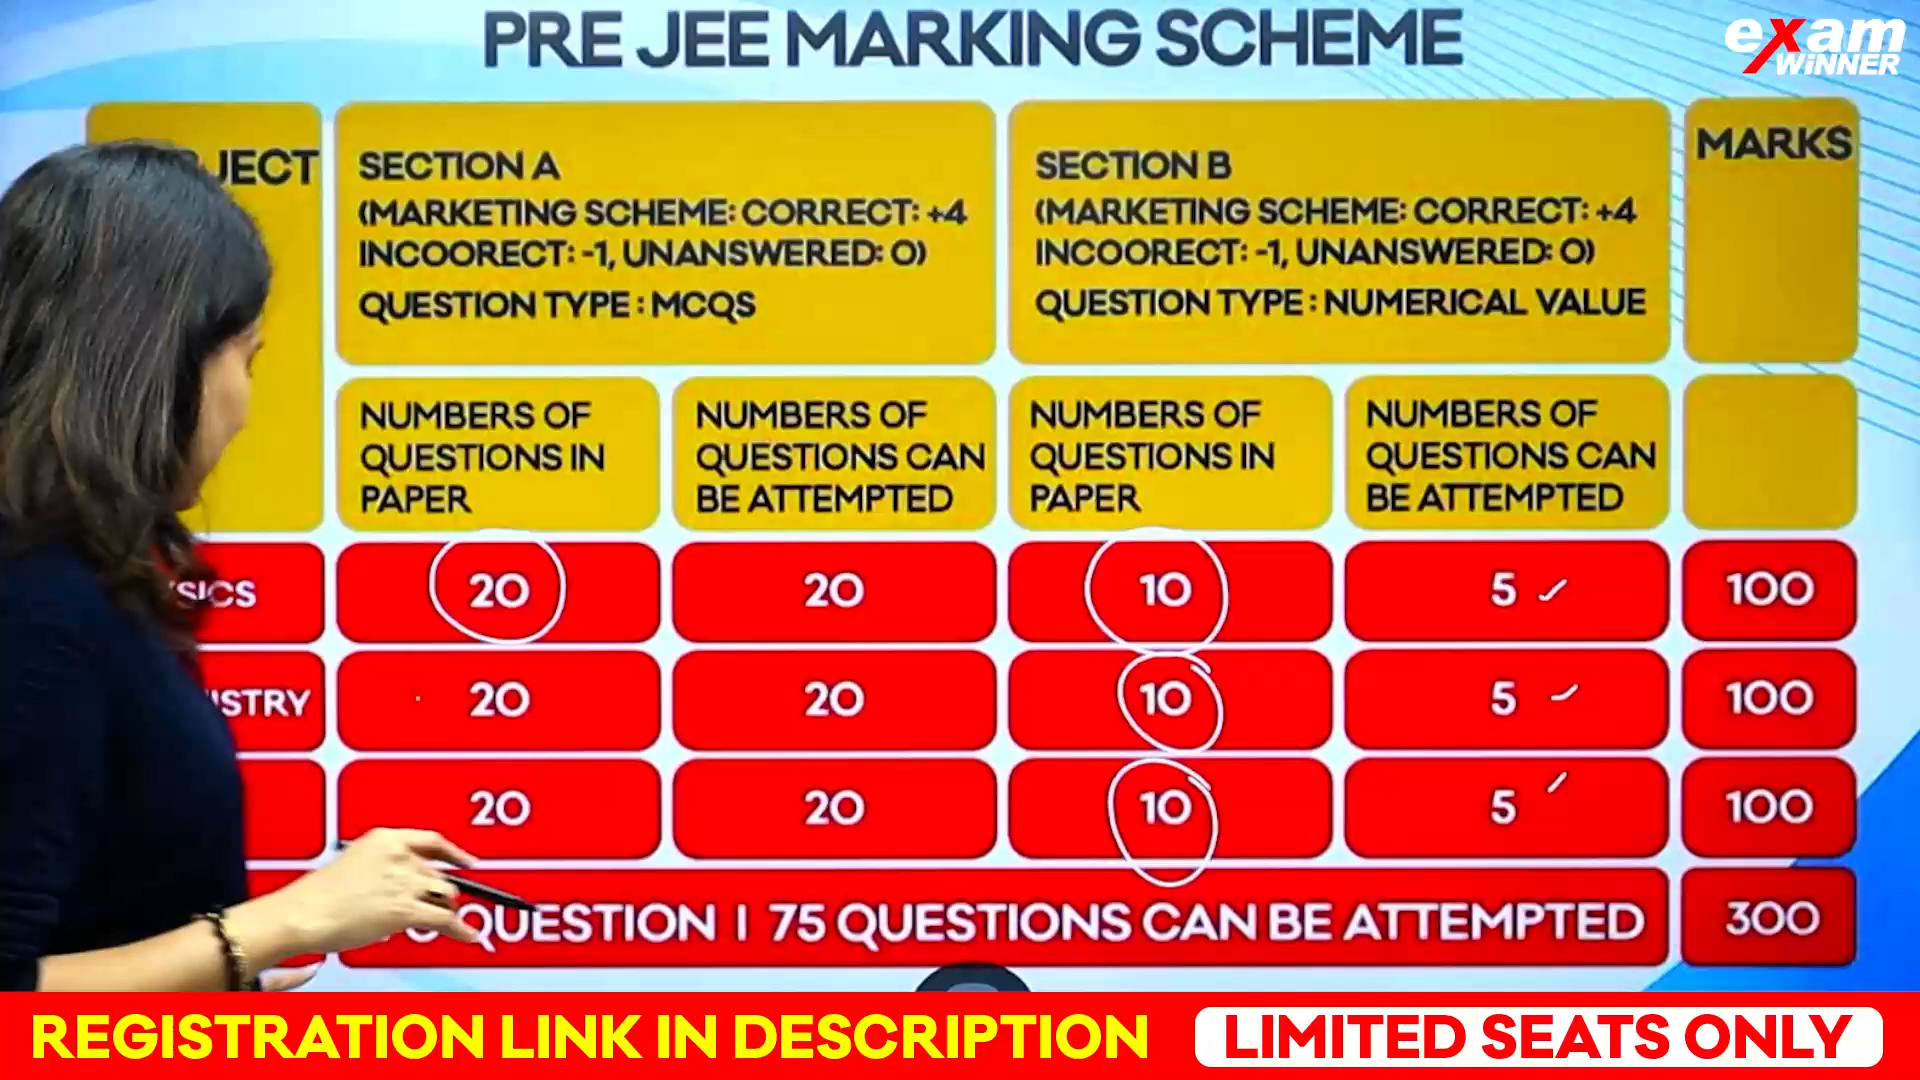 PRE JEE MARKING SCHEME
exam
WiNNER
SECTION A
(MARKETING SCHEME: CORRECT: +4
INCOORECT: -1, UNANSWERED: 0)
QUESTION TYPE : MCQS
SECTION B
(MARKETING SCHEME: CORRECT: +4
INCOORECT: -1, UNANSWERED: 0)
QUESTION TYPE : NUMERICAL VALUE
MARKS
NUMBERS OF
QUESTIONS IN
PAPER
NUMBERS OF
QUESTIONS CAN
BE ATTEMPTED
NUMBERS OF
QUESTIONS IN
PAPER
NUMBERS OF
QUESTIONS CAN
BE ATTEMPTED
20 20 10 5 100
20 20 10 5 100
20 20 10 5 100
QUESTION | 75 QUESTIONS CAN BE ATTEMPTED 300
REGISTRATION LINK IN DESCRIPTION
LIMITED SEATS ONLY